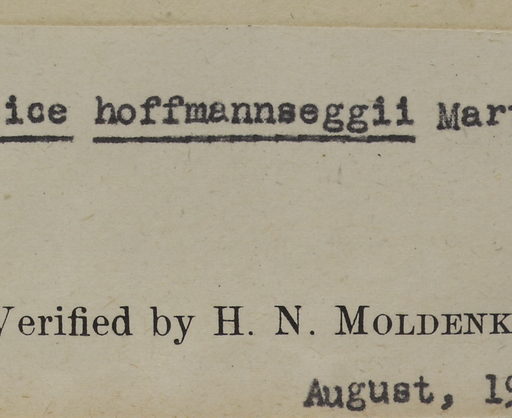 ice hoffmannseggii Mar
Verified by H. N. MOLDENK
August, 19